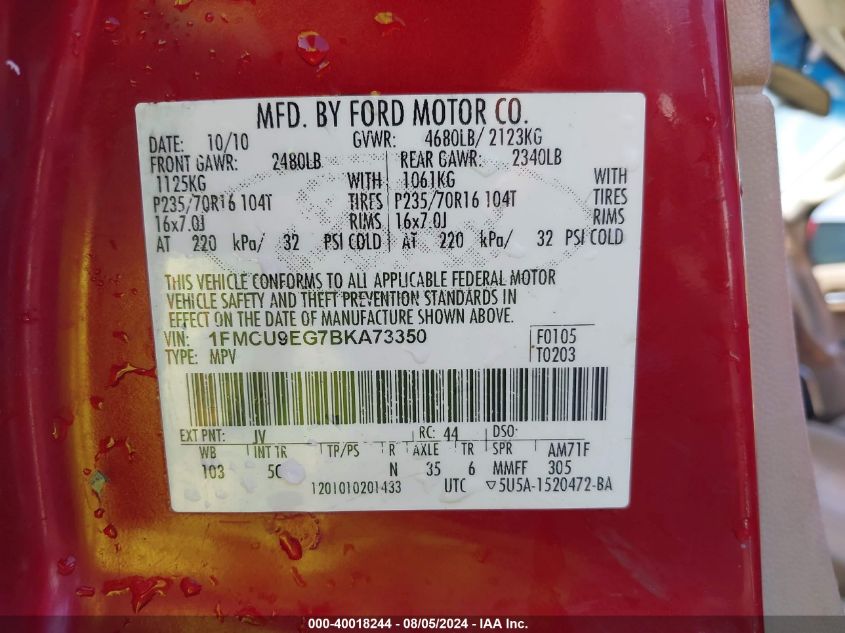 MFD. BY FORD MOTOR CO.
DATE: 10/10 GVWR: 4680LB/ 2123KG
FRONT GAWR: 2480LB REAR GAWR: 2340LB
1125KG WITH 1061KG WITH
P235/70R16 104T TIRES P235/70R16 104T TIRES
16x7.0J RIMS 16x7.0J RIMS
AT 220 kPa/ 32 PSI COLD AT 220 kPa/ 32 PSI COLD
THIS VEHICLE CONFORMS TO ALL APPLICABLE FEDERAL MOTOR
VEHICLE SAFETY AND THEFT PREVENTION STANDARDS IN
EFFECT ON THE DATE OF MANUFACTURE SHOWN ABOVE.
VIN: 1FMCU9EG7BKA73350 F0105
TYPE: MPV T0203
EXT PNT: JV RC: 44 DSO:
WB INT TR TP/PS R AXLE TR SPR AM71F
103 5C N 35 6 MMFF 305
1201010201433 UTC ▽5U5A-1520472-BA
000-40018244 - 08/05/2024 - IAA Inc.